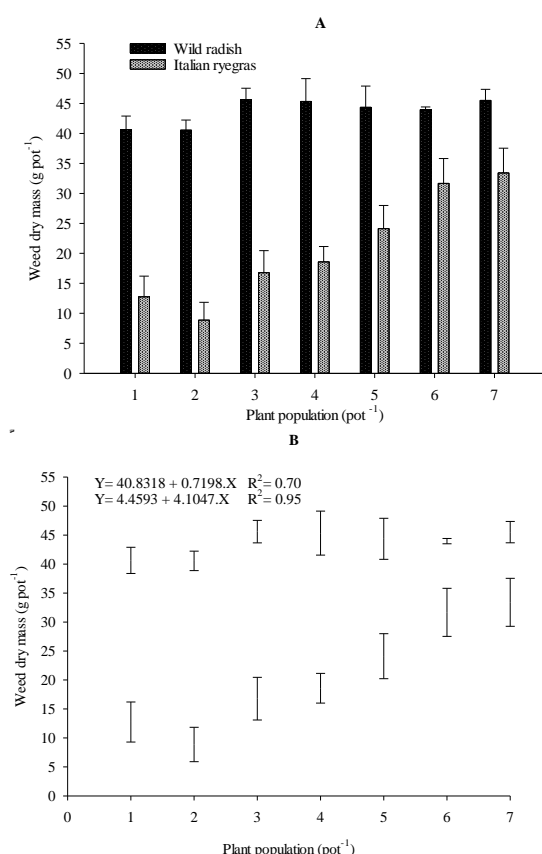 A
55
50
45
40
35
30
25
20
15
10
5
0
Weed dry mass (g pot⁻¹)
Wild radish
Italian ryegras
1 2 3 4 5 6 7
Plant population (pot ⁻¹)
B
Y= 40.8318 + 0.7198.X R²= 0.70
Y= 4.4593 + 4.1047.X R²= 0.95
55
50
45
40
35
30
25
20
15
10
5
0
Weed dry mass (g pot⁻¹)
0 1 2 3 4 5 6 7
Plant population (pot⁻¹)